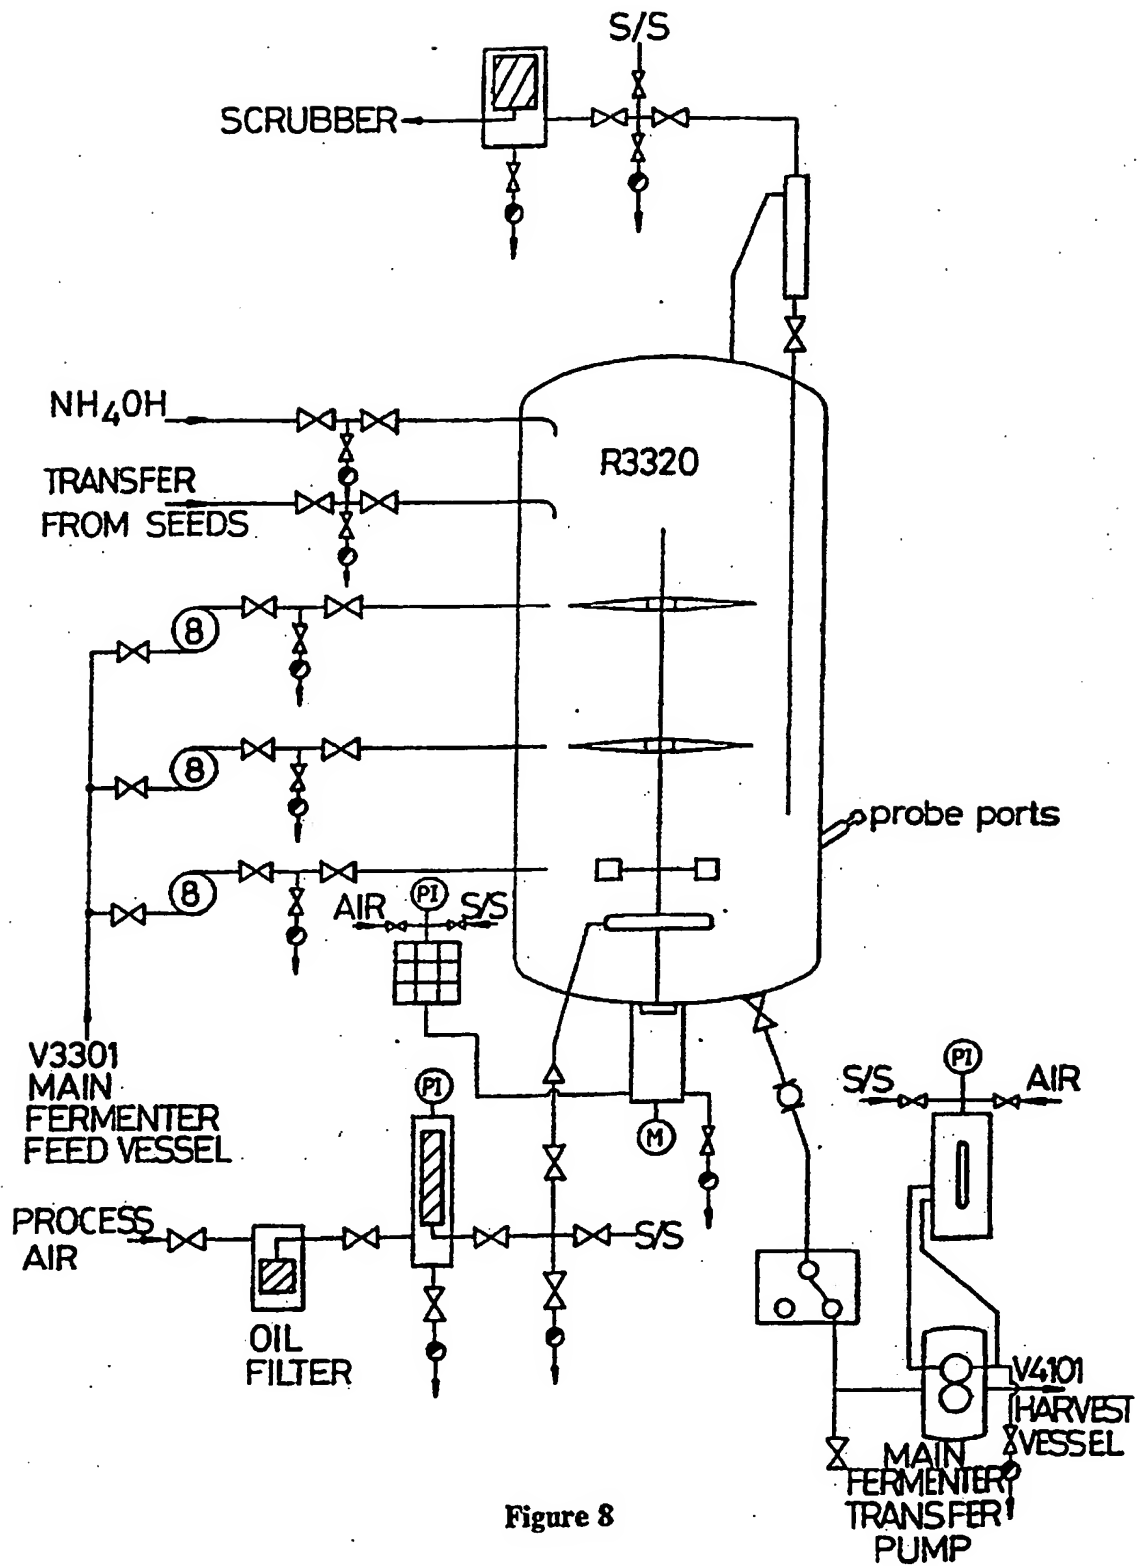 S/S
SCRUBBER
NH4OH
R3320
TRANSFER
FROM SEEDS
8
8
probe ports
8
PI
AIR
S/S
V3301
MAIN
FERMENTER
FEED VESSEL
PI
M
PI
S/S
AIR
PROCESS
AIR
S/S
OIL
FILTER
V4101
HARVEST
VESSEL
MAIN
FERMENTER
TRANSFER
PUMP
Figure 8